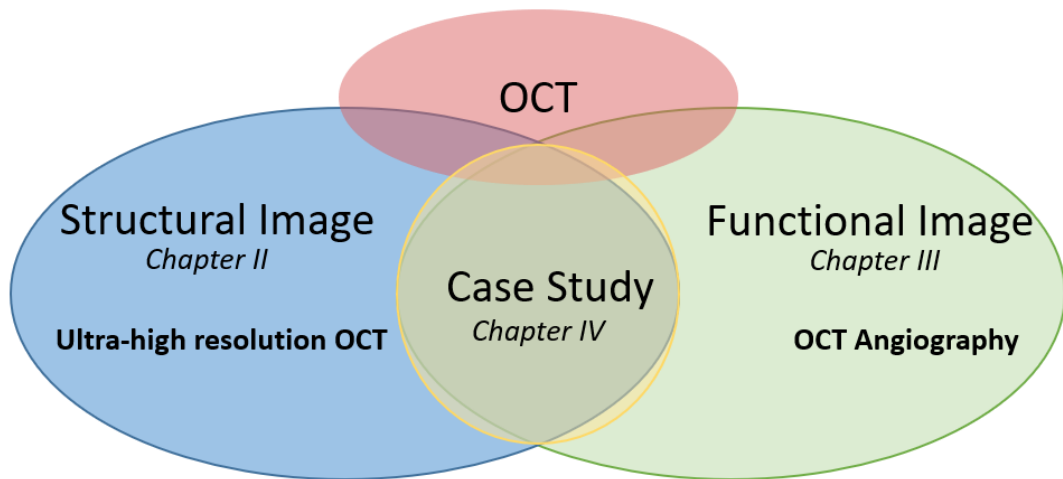 OCT
Structural Image
Chapter II
Ultra-high resolution OCT
Case Study
Chapter IV
Functional Image
Chapter III
OCT Angiography